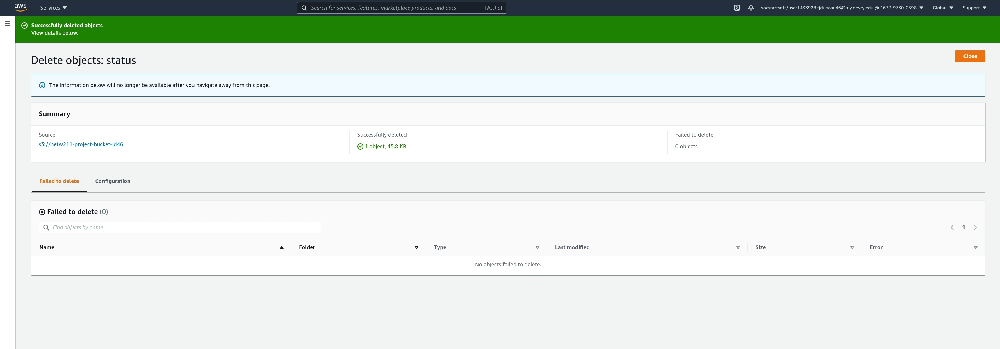 aws Services Search for services, features, marketplace products, and docs [Alt+S] vocstartsoft/user1433928=jduncan46@my.devry.edu @ 1677-9730-0398 Global Support
Successfully deleted objects
View details below.
Delete objects: status
Close
The information below will no longer be available after you navigate away from this page.
Summary
Source Successfully deleted Failed to delete
s3://netw211-project-bucket-jd46 1 object, 45.8 KB 0 objects
Failed to delete Configuration
Failed to delete (0)
Find objects by name 1
Name Folder Type Last modified Size Error
No objects failed to delete.